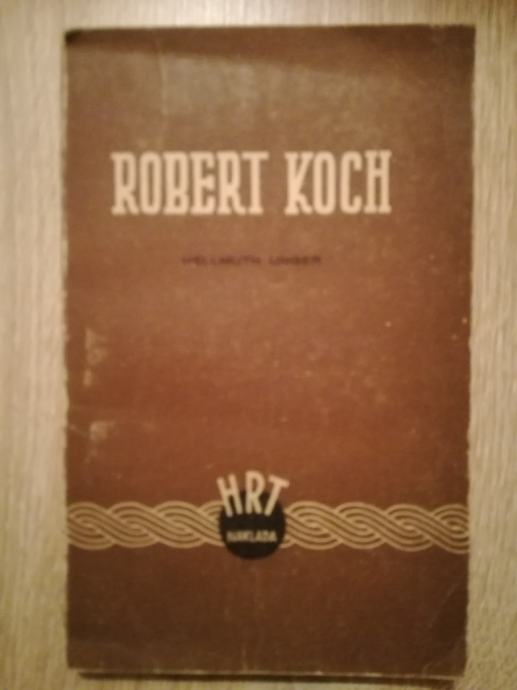 ROBERT KOCH
HELLMUTH UNGER
HRT
NAKLADA